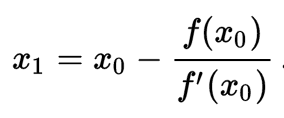 x₁ = x₀ − f(x₀) / f′(x₀) .